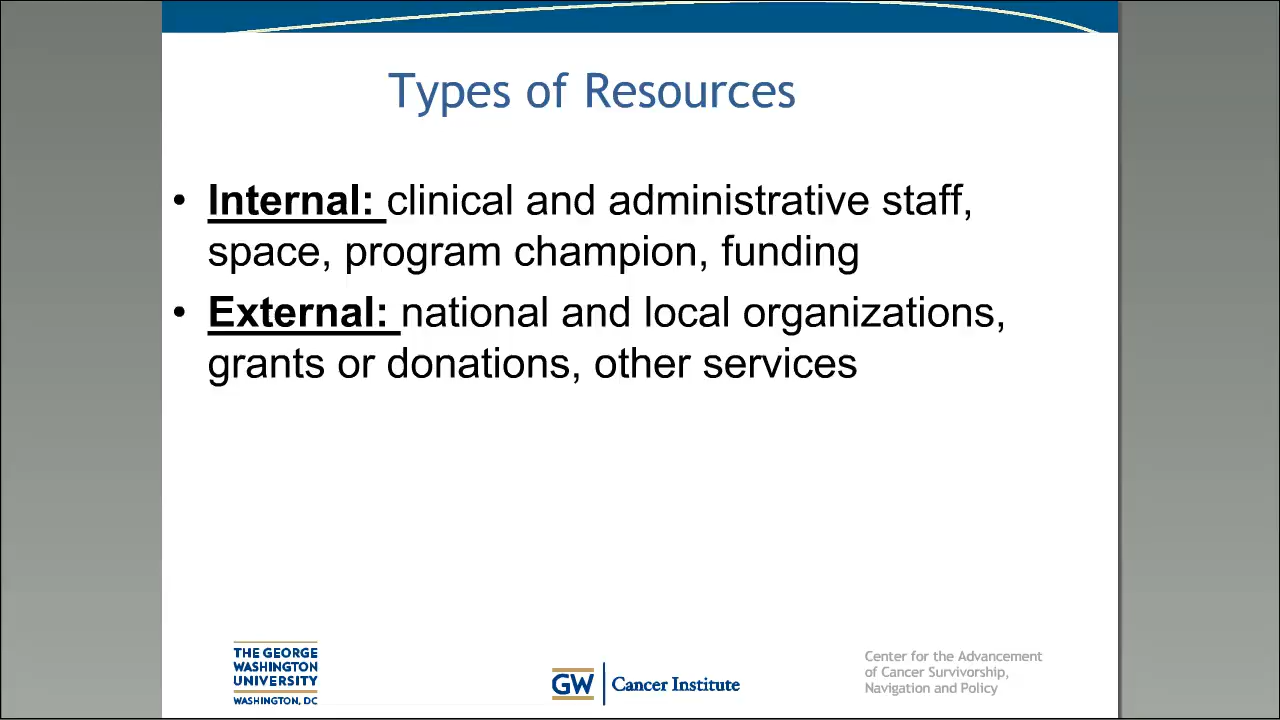 Types of Resources
• Internal: clinical and administrative staff,
space, program champion, funding
• External: national and local organizations,
grants or donations, other services
THE GEORGE
WASHINGTON
UNIVERSITY
WASHINGTON, DC
GW Cancer Institute
Center for the Advancement
of Cancer Survivorship,
Navigation and Policy